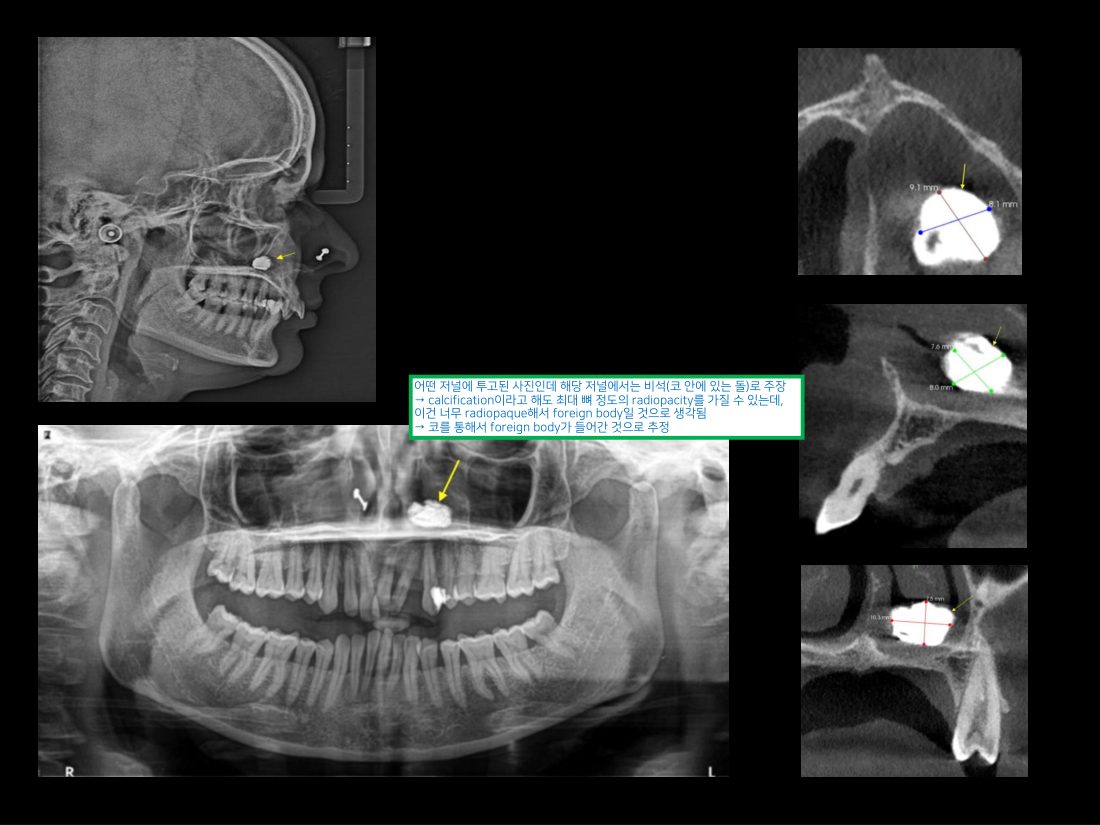 9.1 mm
8.1 mm
7.6 mm
8.0 mm
어떤 저널에 투고된 사진인데 해당 저널에서는 비석(코 안에 있는 돌)로 주장
→ calcification이라고 해도 최대 뼈 정도의 radiopacity를 가질 수 있는데,
이건 너무 radiopaque해서 foreign body일 것으로 생각됨
→ 코를 통해서 foreign body가 들어간 것으로 추정
10.3 mm
R
L